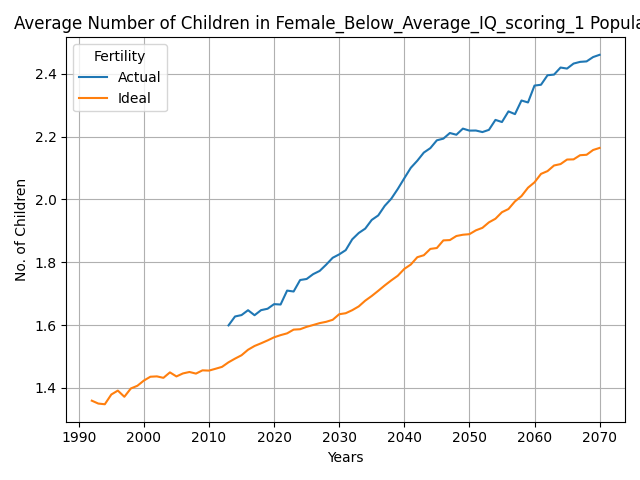 Average Number of Children in Female_Below_Average_IQ_scoring_1 Popula
Fertility
Actual
Ideal
No. of Children
2.4
2.2
2.0
1.8
1.6
1.4
1990 2000 2010 2020 2030 2040 2050 2060 2070
Years